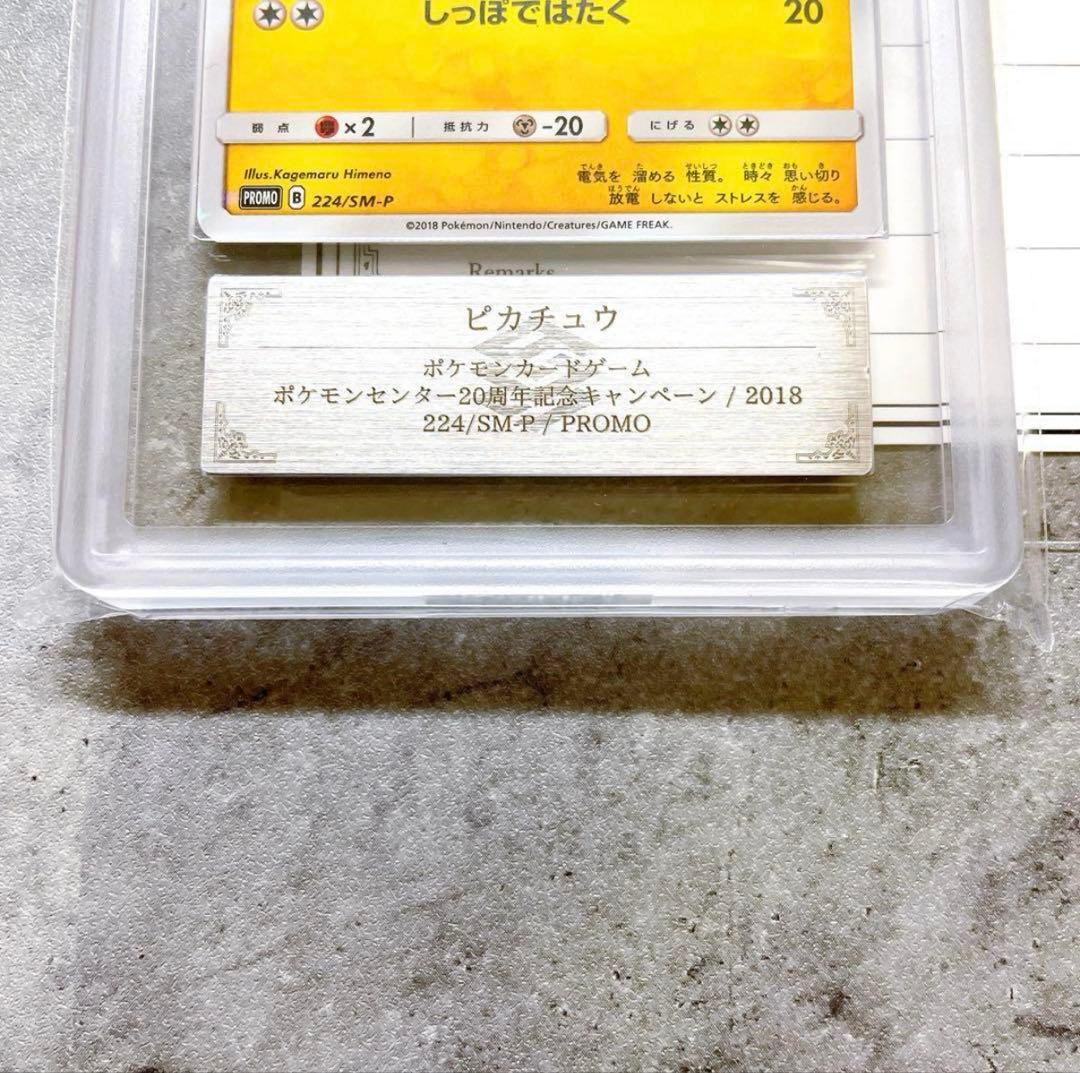 しっぽではたく 20
弱点 ×2 抵抗力 -20 にげる
Illus.Kagemaru Himeno
電気を 溜める 性質。 時々 思い切り
放電 しないと ストレスを 感じる。
PROMO B 224/SM-P
©2018 Pokémon/Nintendo/Creatures/GAME FREAK.
Remarks
ピカチュウ
ポケモンカードゲーム
ポケモンセンター20周年記念キャンペーン / 2018
224/SM-P / PROMO